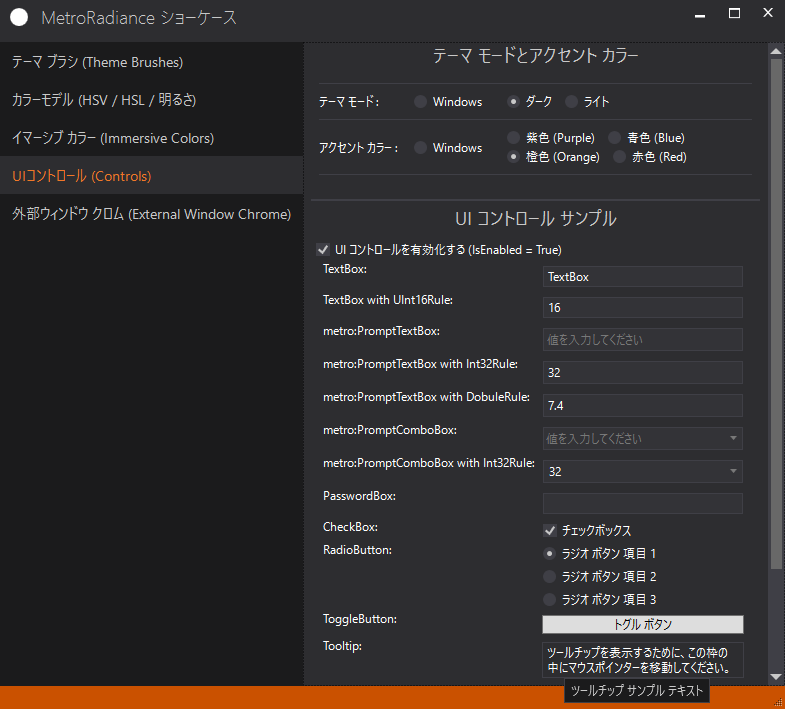 MetroRadiance ショーケース
テーマ ブラシ (Theme Brushes)
カラーモデル (HSV / HSL / 明るさ)
イマーシブ カラー (Immersive Colors)
UIコントロール (Controls)
外部ウィンドウ クロム (External Window Chrome)
テーマ モードとアクセント カラー
テーマ モード: Windows ダーク ライト
アクセント カラー: Windows 紫色 (Purple) 青色 (Blue)
橙色 (Orange) 赤色 (Red)
UI コントロール サンプル
UI コントロールを有効化する (IsEnabled = True)
TextBox: TextBox
TextBox with UInt16Rule: 16
metro:PromptTextBox: 値を入力してください
metro:PromptTextBox with Int32Rule: 32
metro:PromptTextBox with DobuleRule: 7.4
metro:PromptComboBox: 値を入力してください
metro:PromptComboBox with Int32Rule: 32
PasswordBox:
CheckBox: チェックボックス
RadioButton: ラジオ ボタン 項目 1
ラジオ ボタン 項目 2
ラジオ ボタン 項目 3
ToggleButton: トグル ボタン
Tooltip: ツールチップを表示するために、この枠の
中にマウスポインターを移動してください。
ツールチップ サンプル テキスト